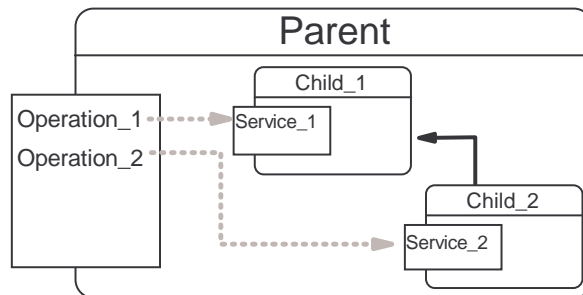 Parent
Child_1
Operation_1
Service_1
Operation_2
Child_2
Service_2